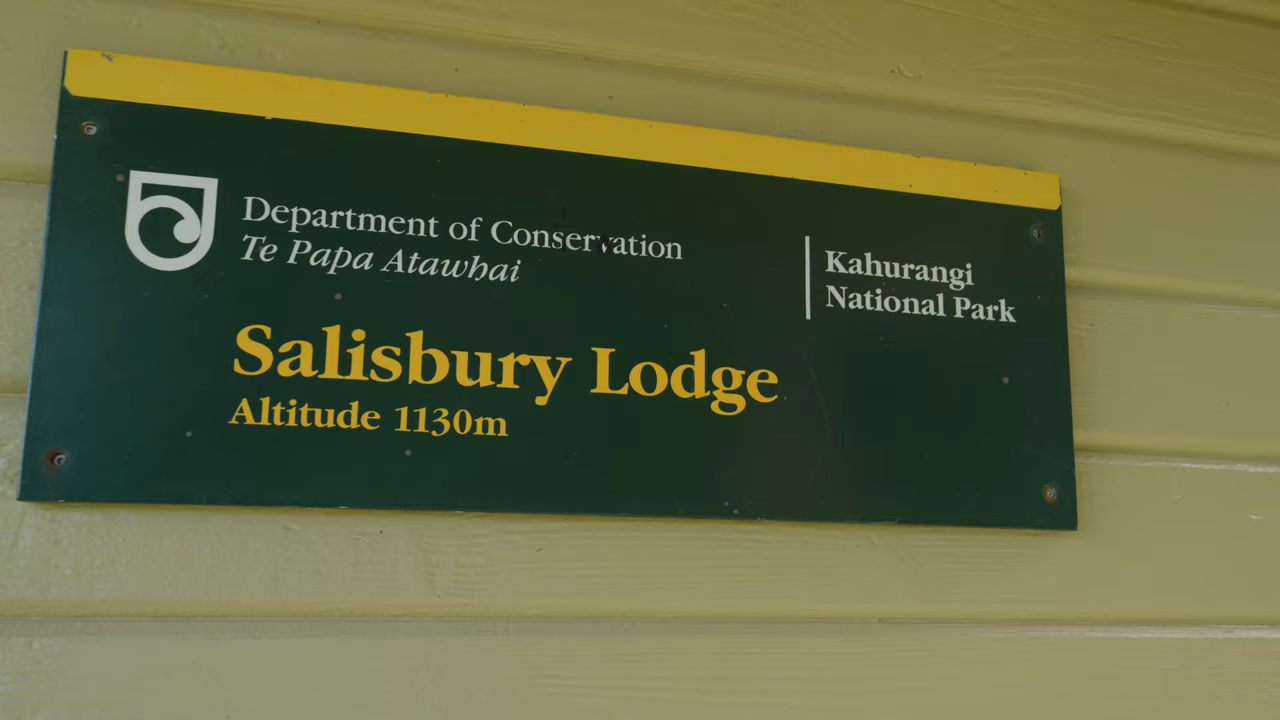 Department of Conservation
Te Papa Atawhai
Kahurangi
National Park
Salisbury Lodge
Altitude 1130m